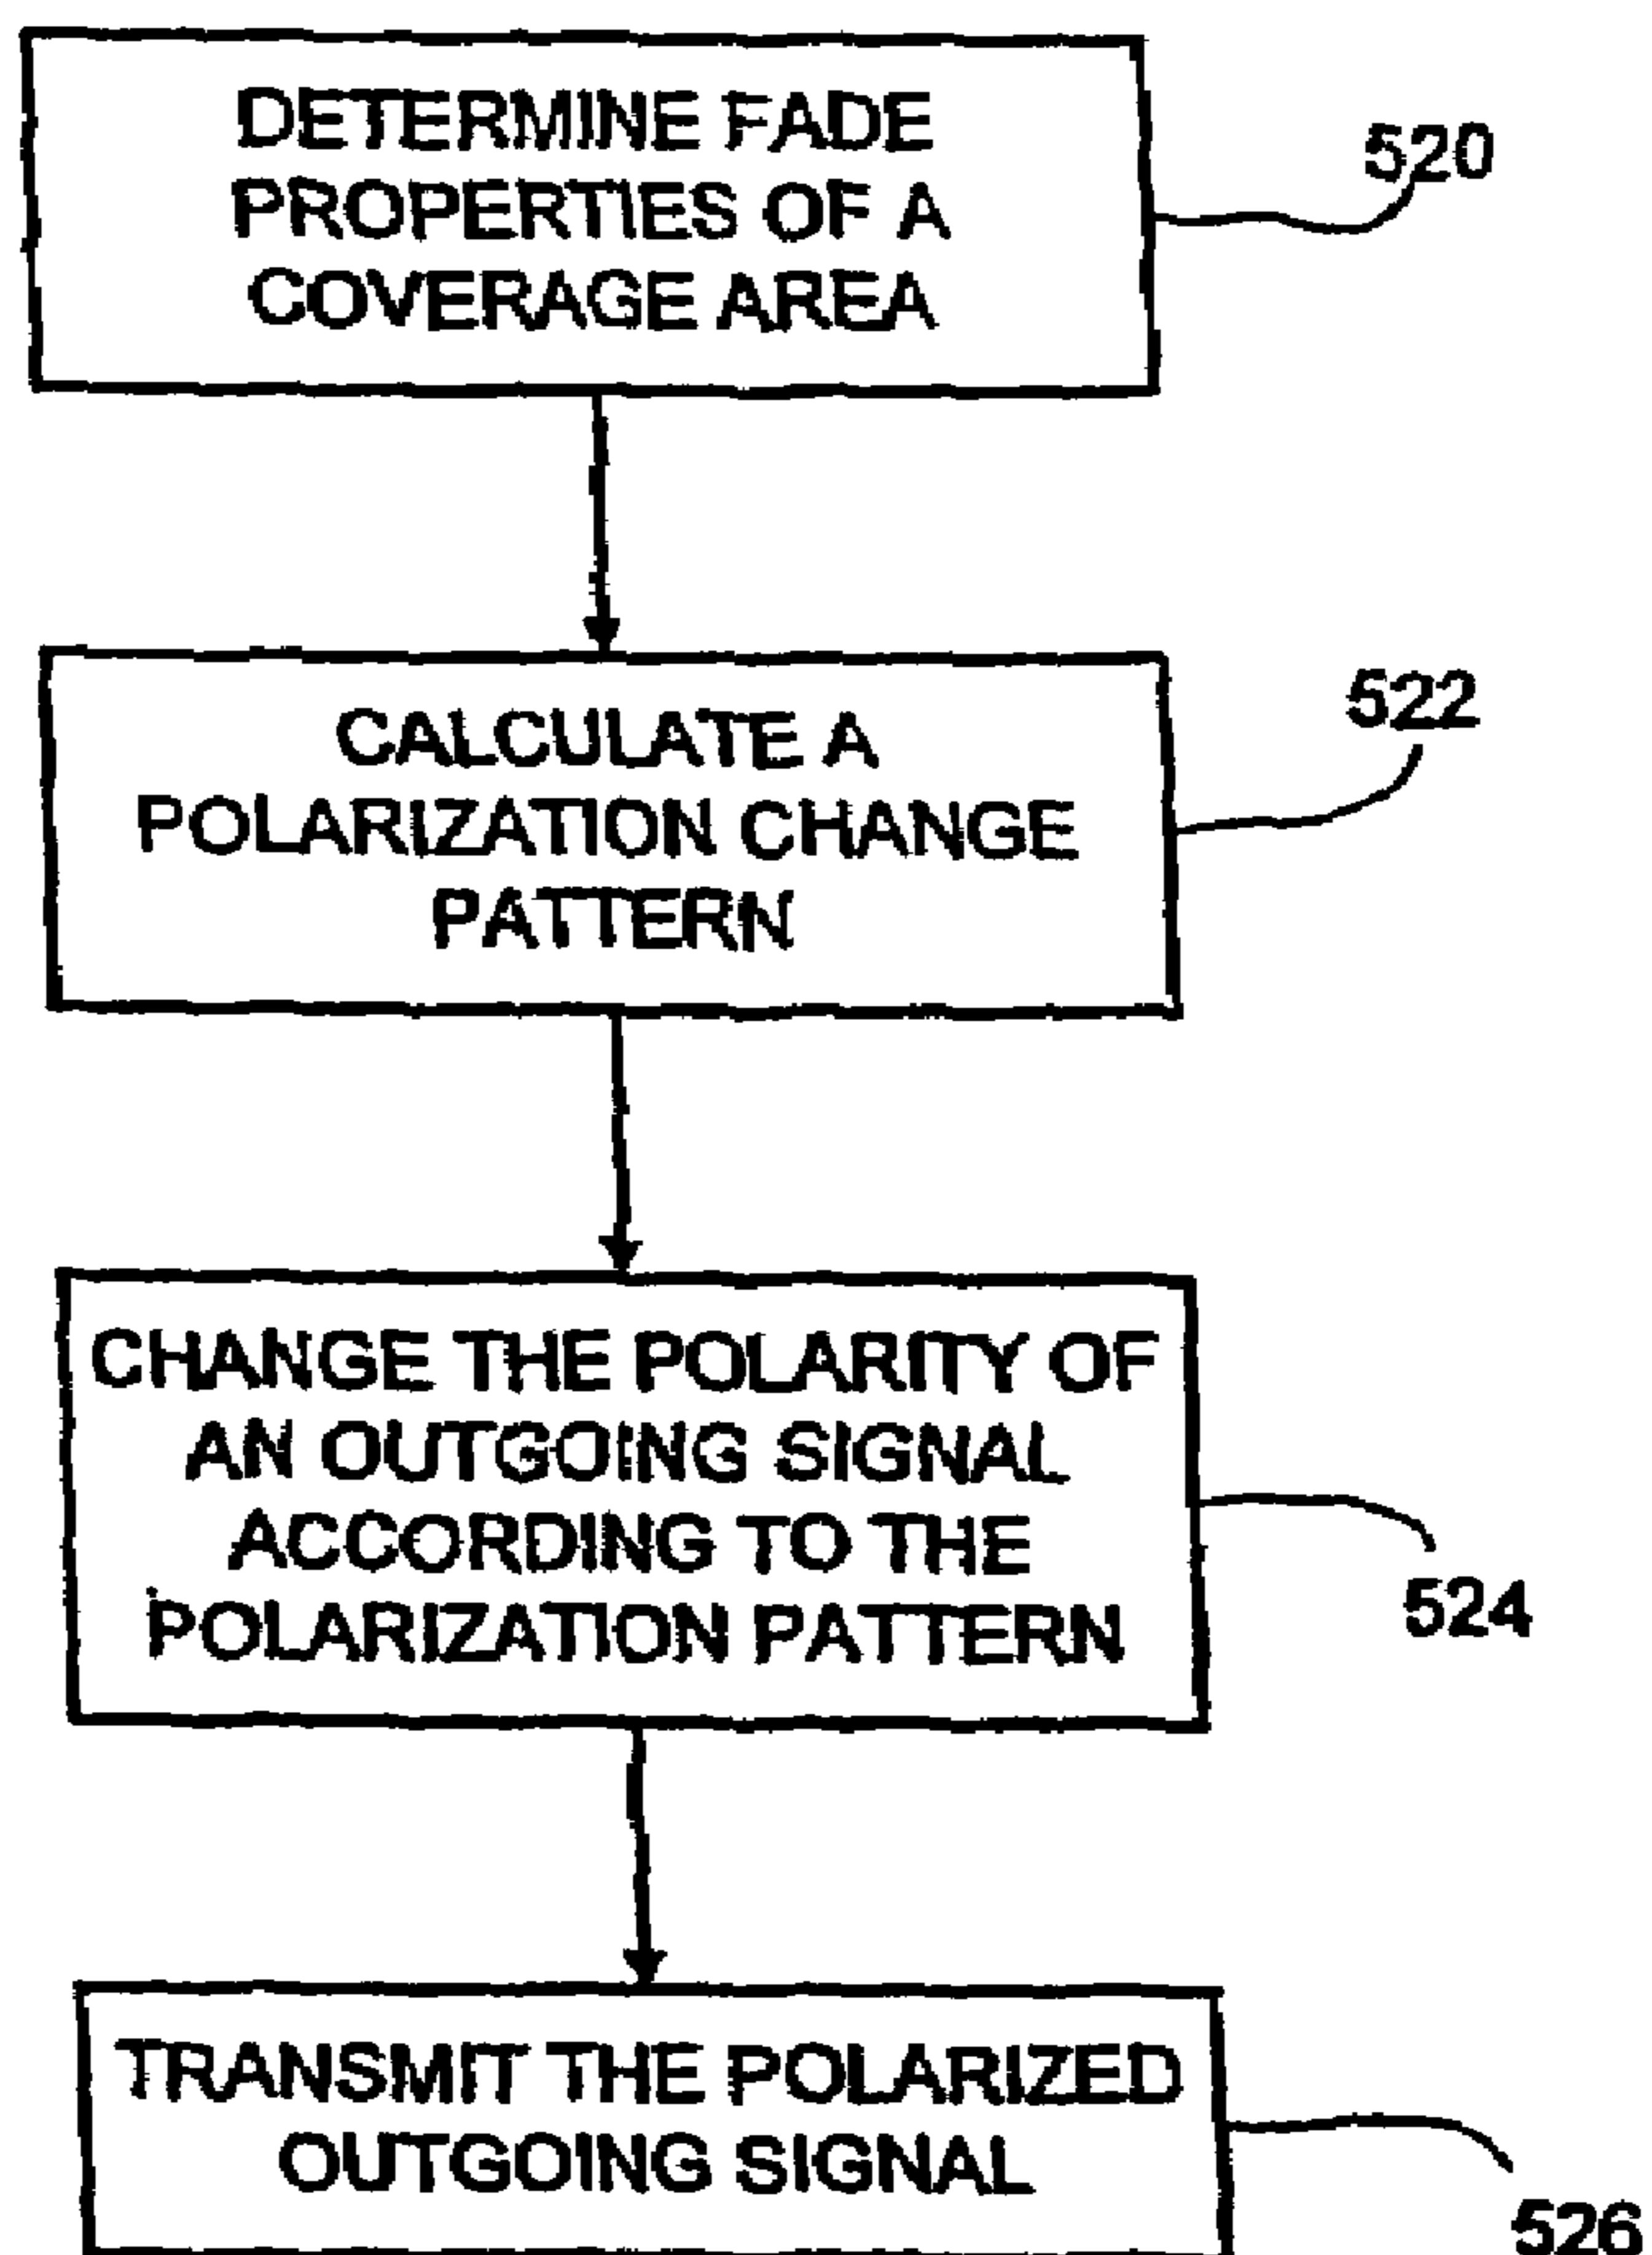 DETERMINE FADE
PROPERTIES OF A
COVERAGE AREA
520
CALCULATE A
POLARIZATION CHANGE
PATTERN
522
CHANGE THE POLARITY OF
AN OUTGOING SIGNAL
ACCORDING TO THE
POLARIZATION PATTERN
524
TRANSMIT THE POLARIZED
OUTGOING SIGNAL
526